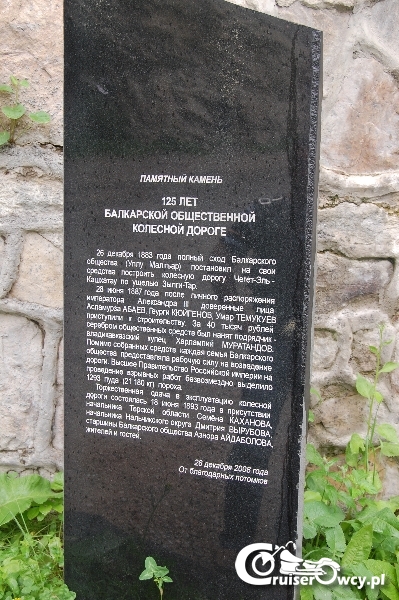 ПАМЯТНЫЙ КАМЕНЬ
125 ЛЕТ
БАЛКАРСКОЙ ОБЩЕСТВЕННОЙ
КОЛЕСНОЙ ДОРОГЕ
26 декабря 1883 года полный сход Балкарского
общества (Уллу Малкъар) постановил на свои
средства построить колесную дорогу Чегет-Эль-
Кашхатау по ущелью Зылги-Тар.
28 июня 1887 года после личного распоряжения
императора Александра III доверенные лица
Асламурза АБАЕВ, Геурги КЮЙГЕНОВ, Умар ТЕМУКУЕВ
приступили к строительству. За 40 тысяч рублей
серебром общественных средств был нанят подрядчик -
владикавказский купец Харлампий МУРАТАНДОВ.
Помимо собранных средств каждая семья Балкарского
общества предоставляла рабочую силу на возведение
дороги. Высшее Правительство Российской империи на
проведение взрывных работ безвозмездно выделило
1293 пуда (21 180 кг) пороха.
Торжественная сдача в эксплуатацию колесной
дороги состоялась 18 июня 1893 года в присутствии
начальника Терской области Семёна КАХАНОВА,
начальника Нальчикского округа Дмитрия ВЫРУБОВА,
старшины Балкарского общества Азнора АЙДАБОЛОВА,
жителей и гостей.
26 декабря 2008 года
От благодарных потомков
CruiserOwcy.pl